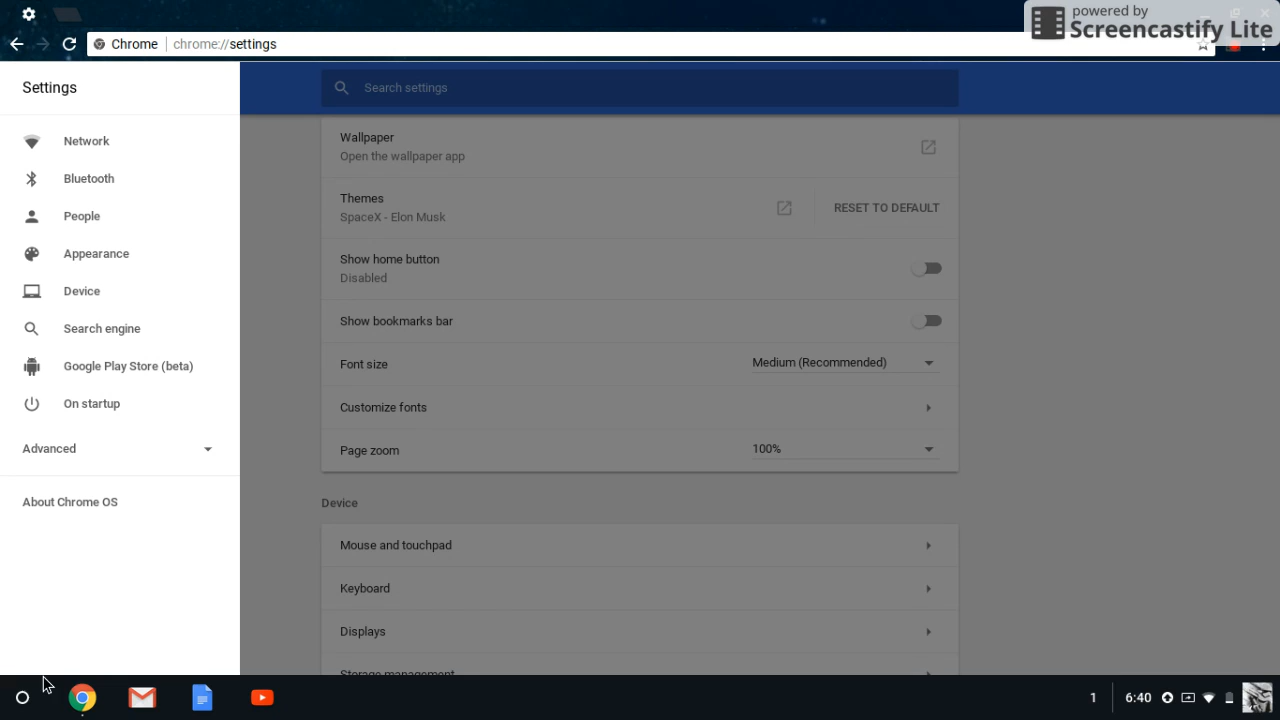 powered by
Screencastify Lite
Chrome chrome://settings
Settings
Search settings
Network
Bluetooth
People
Appearance
Device
Search engine
Google Play Store (beta)
On startup
Advanced
About Chrome OS
Wallpaper
Open the wallpaper app
Themes
SpaceX - Elon Musk
RESET TO DEFAULT
Show home button
Disabled
Show bookmarks bar
Font size
Medium (Recommended)
Customize fonts
Page zoom
100%
Device
Mouse and touchpad
Keyboard
Displays
Storage management
1
6:40